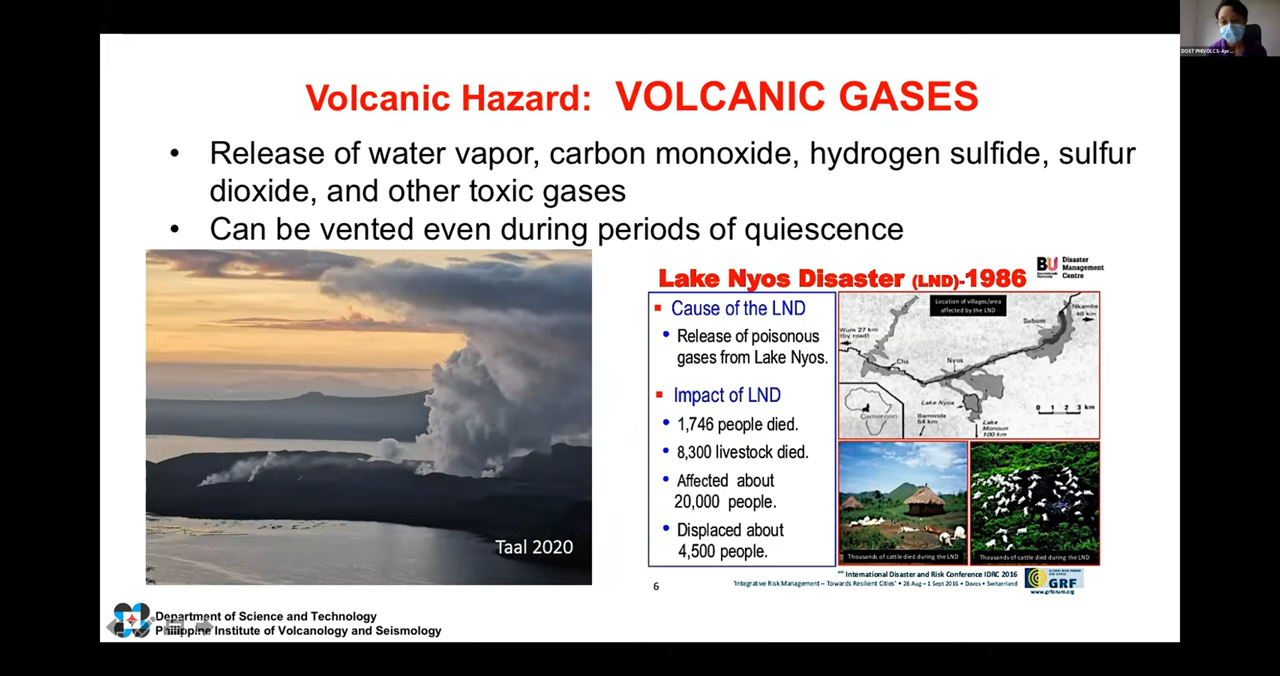 DOST PHIVOLCS-Apr...
Volcanic Hazard: VOLCANIC GASES
• Release of water vapor, carbon monoxide, hydrogen sulfide, sulfur
dioxide, and other toxic gases
• Can be vented even during periods of quiescence
Taal 2020
Lake Nyos Disaster (LND)-1986
BU
Disaster
Management
Centre
Cause of the LND
• Release of poisonous
gases from Lake Nyos.
Impact of LND
• 1,746 people died.
• 8,300 livestock died.
• Affected about
20,000 people.
• Displaced about
4,500 people.
Location of villages/area
affected by the LND
Nkambe
40 km
Subum
Wum 27 km
(by road)
Cha
Nyos
Lake Nyos
Cameroon
Bamenda
54 km
Lake
Monoun
100 km
0 1 2 3 km
Thousands of cattle died during the LND
Thousands of cattle died during the LND
6
International Disaster and Risk Conference IDRC 2016
'Integrative Risk Management – Towards Resilient Cities' • 28 Aug – 1 Sept 2016 • Davos • Switzerland
GRF
www.grforum.org
Department of Science and Technology
Philippine Institute of Volcanology and Seismology